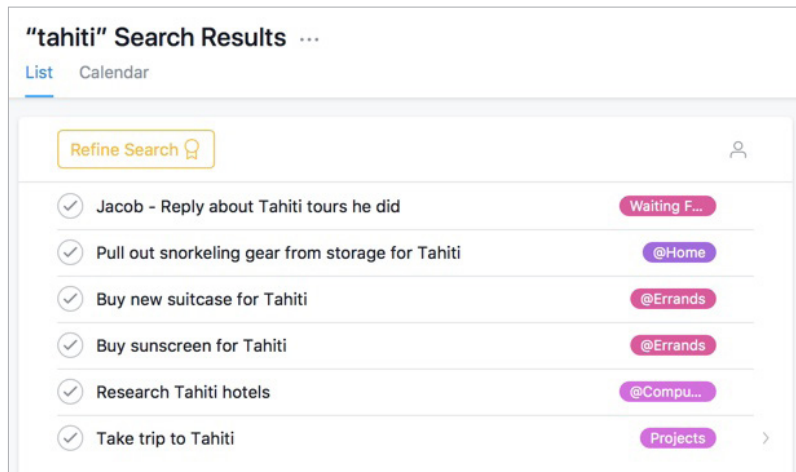 “tahiti” Search Results ...
List Calendar
Refine Search
Jacob - Reply about Tahiti tours he did Waiting F...
Pull out snorkeling gear from storage for Tahiti @Home
Buy new suitcase for Tahiti @Errands
Buy sunscreen for Tahiti @Errands
Research Tahiti hotels @Compu...
Take trip to Tahiti Projects